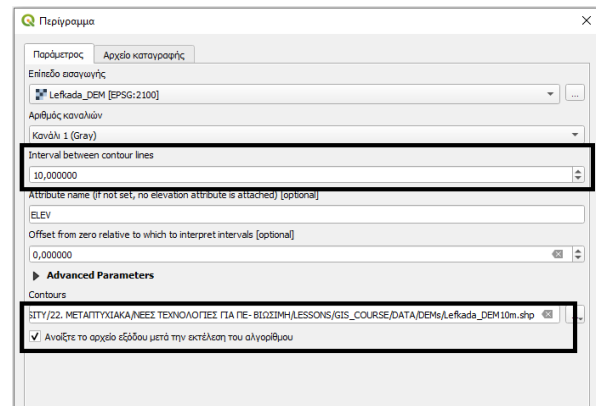 Περίγραμμα
Παράμετρος Αρχείο καταγραφής
Επίπεδο εισαγωγής
Lefkada_DEM [EPSG:2100]
...
Αριθμός καναλιών
Κανάλι 1 (Gray)
Interval between contour lines
10,000000
Attribute name (if not set, no elevation attribute is attached) [optional]
ELEV
Offset from zero relative to which to interpret intervals [optional]
0,000000
Advanced Parameters
Contours
SITY/22. ΜΕΤΑΠΤΥΧΙΑΚΑ/ΝΕΕΣ ΤΕΧΝΟΛΟΓΙΕΣ ΓΙΑ ΠΕ- ΒΙΩΣΙΜΗ/LESSONS/GIS_COURSE/DATA/DEMs/Lefkada_DEM10m.shp
Ανοίξτε το αρχείο εξόδου μετά την εκτέλεση του αλγορίθμου